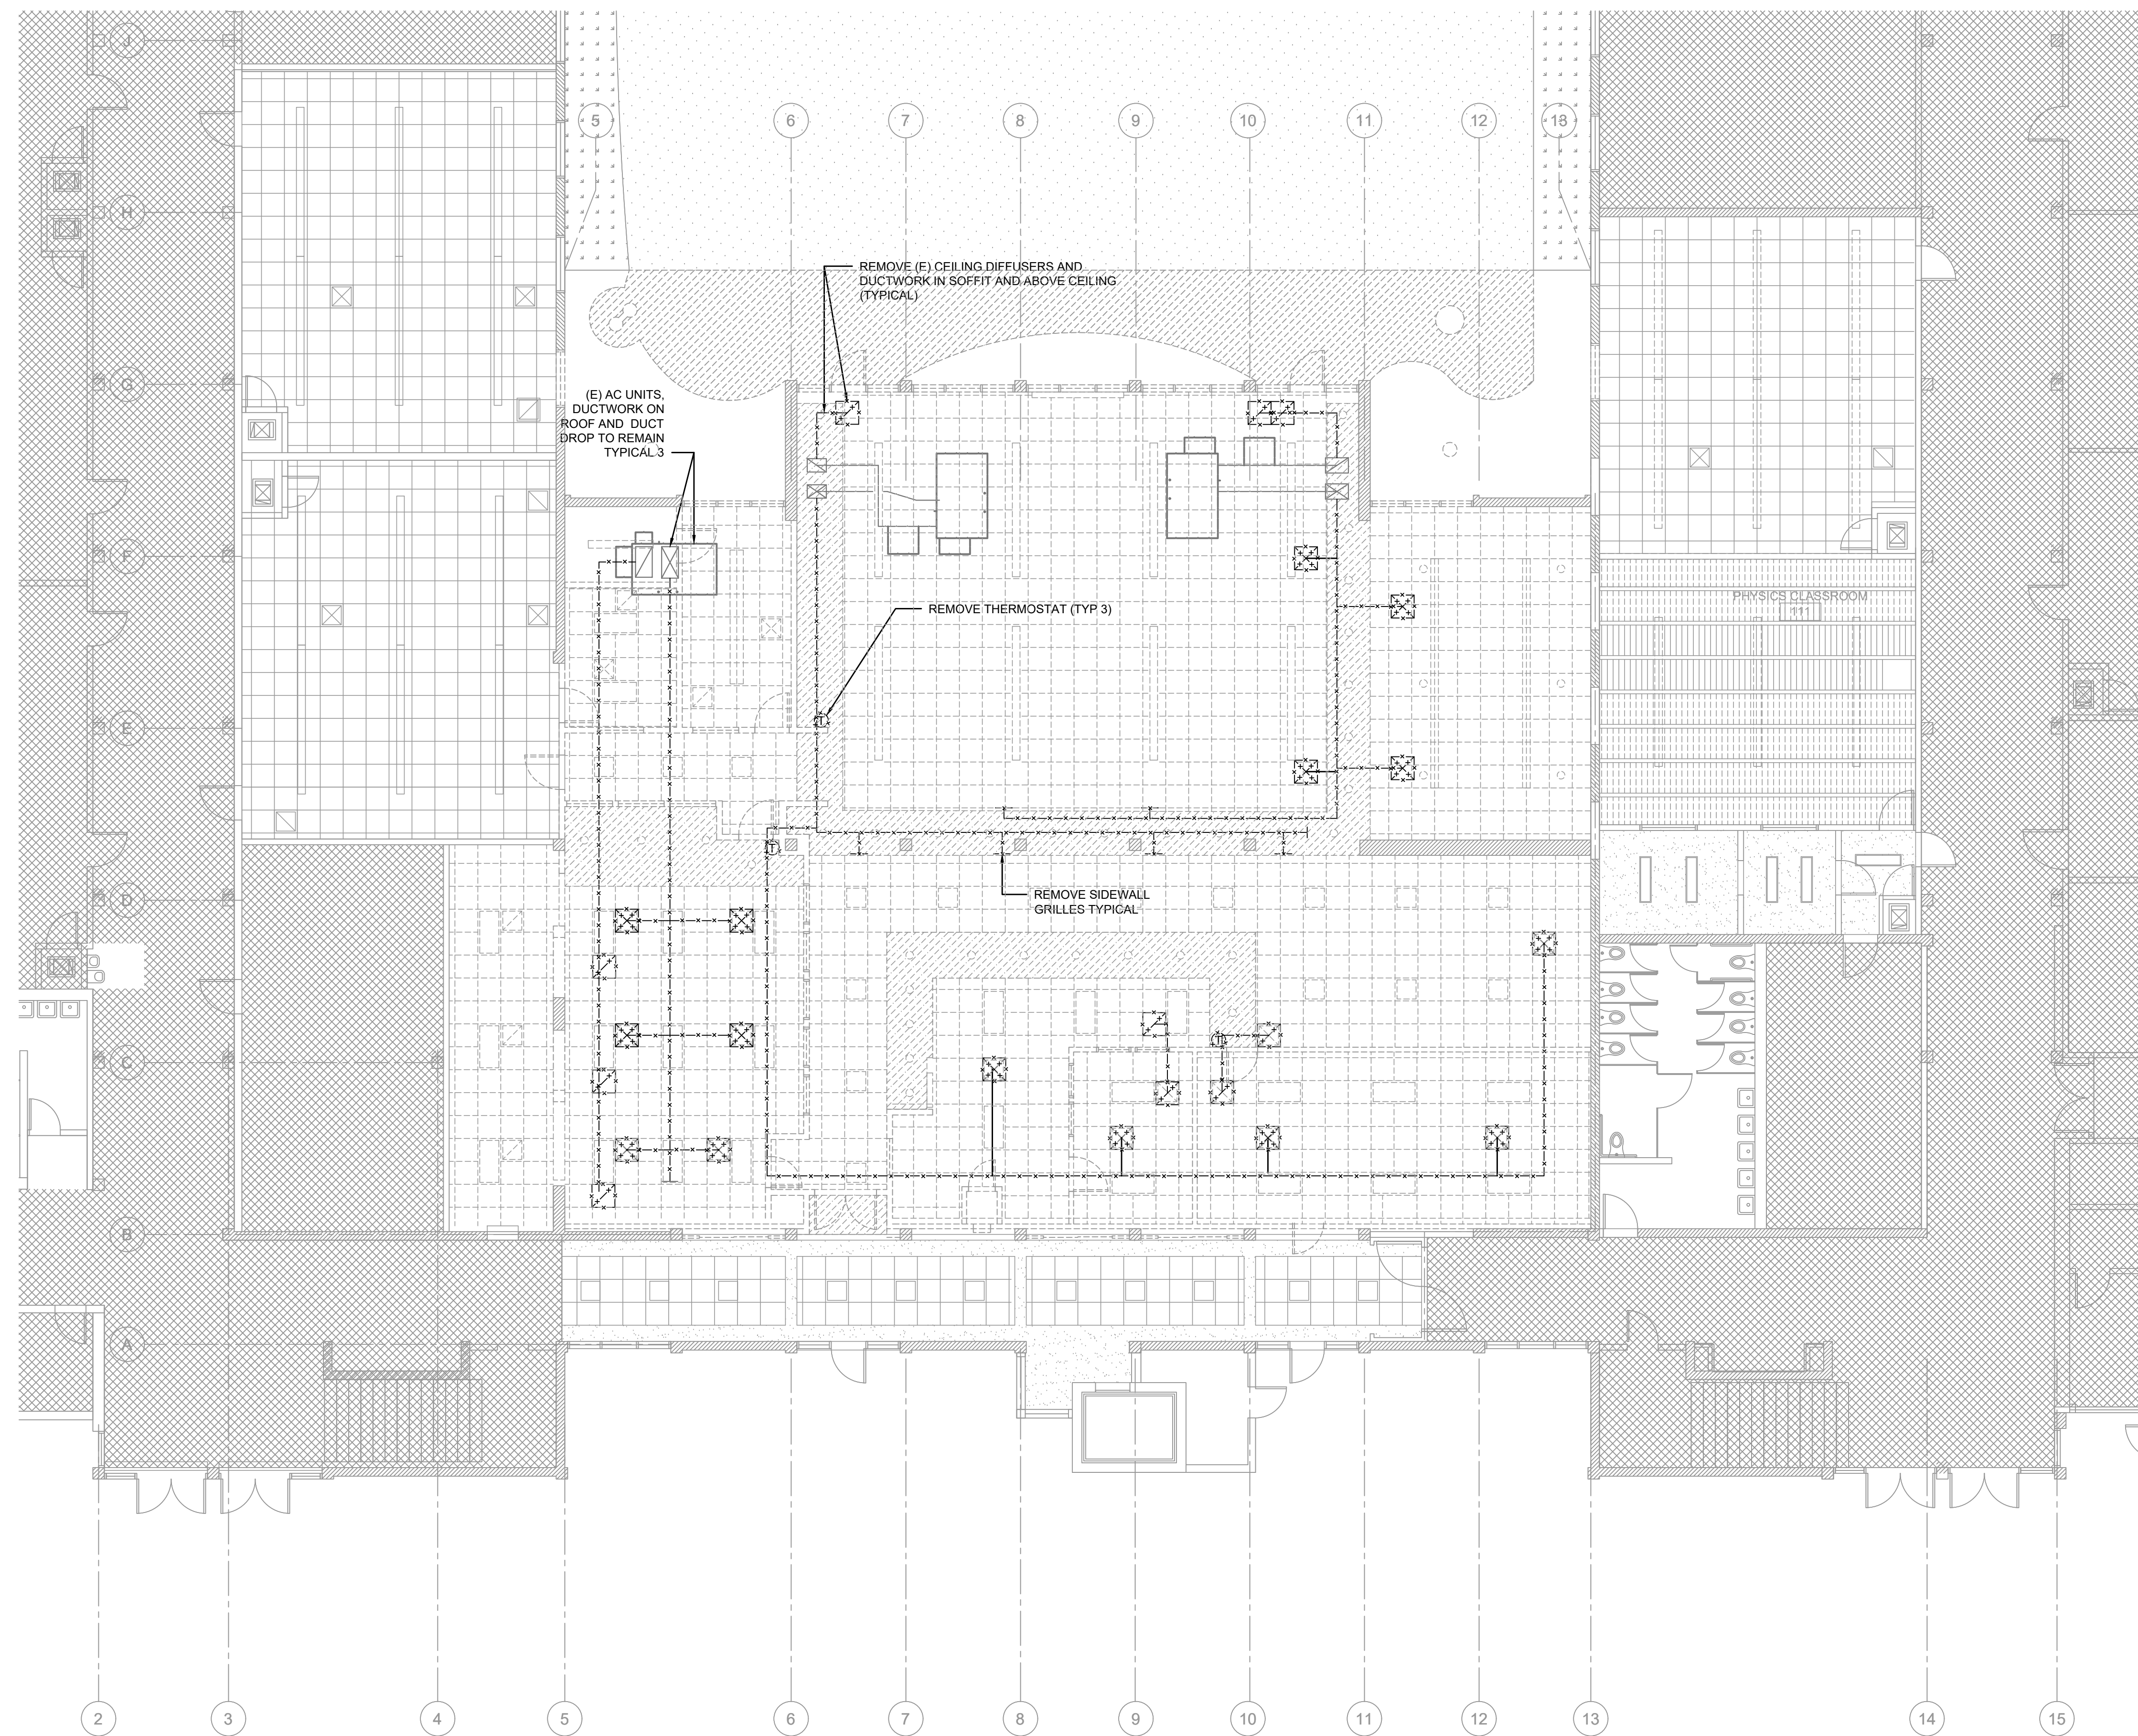 J
5
6
7
8
9
10
11
12
13
H
REMOVE (E) CEILING DIFFUSERS AND
DUCTWORK IN SOFFIT AND ABOVE CEILING
(TYPICAL)
G
(E) AC UNITS,
DUCTWORK ON
ROOF AND DUCT
DROP TO REMAIN
TYPICAL 3
F
PHYSICS CLASSROOM
111
REMOVE THERMOSTAT (TYP 3)
T
E
T
D
REMOVE SIDEWALL
GRILLES TYPICAL
T
C
B
A
2
3
4
5
6
7
8
9
10
11
12
13
14
15